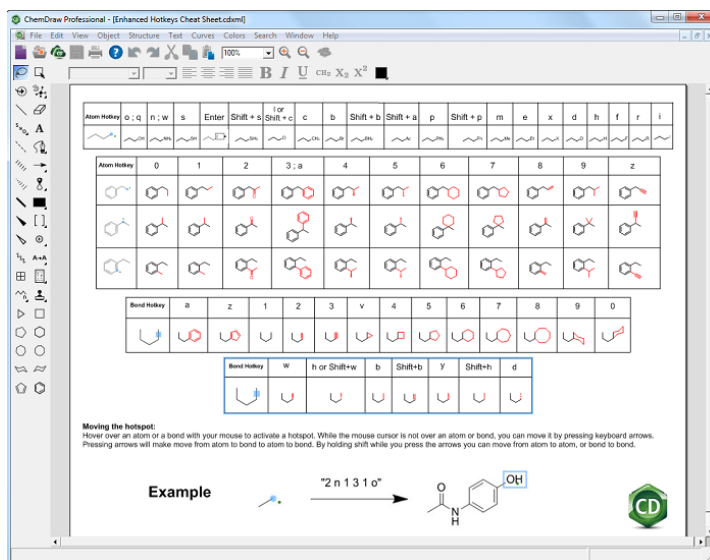 ChemDraw Professional - [Enhanced Hotkeys Cheat Sheet.cdxml]
File Edit View Object Structure Text Curves Colors Search Window Help
100%
B I U CH₂ X₂ X²
A
A→A
Atom Hotkey o ; q n ; w s Enter Shift + s l or Shift + c c b Shift + b Shift + a p Shift + p m e x d h f r i
Atom Hotkey 0 1 2 3 ; a 4 5 6 7 8 9 z
Bond Hotkey a z 1 2 3 v 4 5 6 7 8 9 0
Bond Hotkey w h or Shift+w b Shift+b y Shift+h d
Moving the hotspot:
Hover over an atom or a bond with your mouse to activate a hotspot. While the mouse cursor is not over an atom or bond, you can move it by pressing keyboard arrows.
Pressing arrows will make move from atom to bond to atom to bond. By holding shift while you press the arrows you can move from atom to atom, or bond to bond.
Example
"2 n 1 3 1 o"
O
N
H
OH
CD